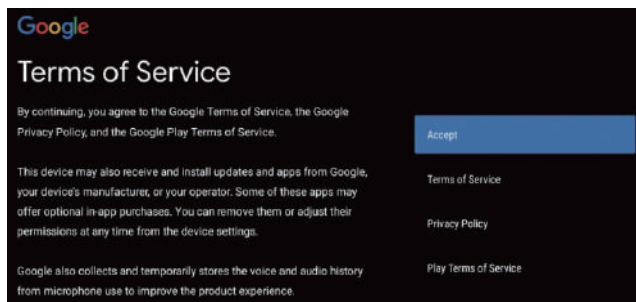 Google
Terms of Service
By continuing, you agree to the Google Terms of Service, the Google
Privacy Policy, and the Google Play Terms of Service.
This device may also receive and install updates and apps from Google,
your device's manufacturer, or your operator. Some of these apps may
offer optional in-app purchases. You can remove them or adjust their
permissions at any time from the device settings.
Google also collects and temporarily stores the voice and audio history
from microphone use to improve the product experience.
Accept
Terms of Service
Privacy Policy
Play Terms of Service